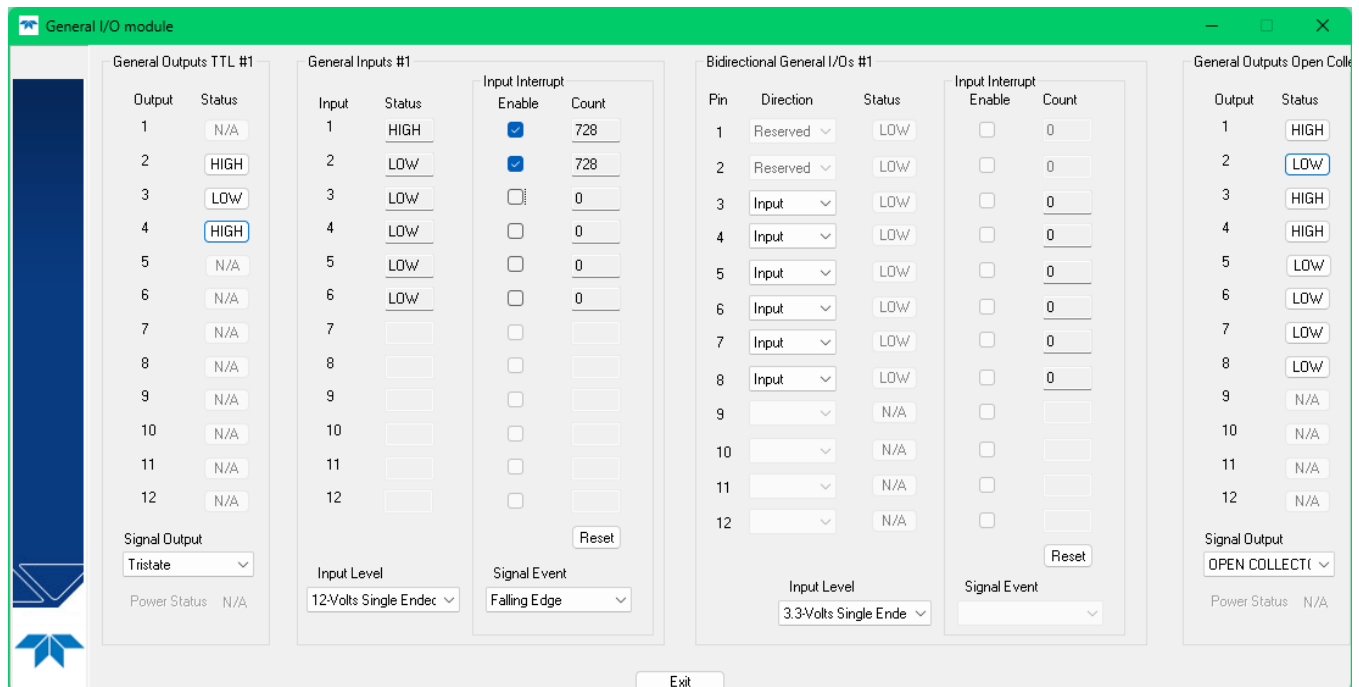 General I/O module
General Outputs TTL #1
Output Status
1 N/A
2 HIGH
3 LOW
4 HIGH
5 N/A
6 N/A
7 N/A
8 N/A
9 N/A
10 N/A
11 N/A
12 N/A
Signal Output
Tristate
Power Status N/A
General Inputs #1
Input Interrupt
Input Status Enable Count
1 HIGH 728
2 LOW 728
3 LOW 0
4 LOW 0
5 LOW 0
6 LOW 0
7
8
9
10
11
12
Reset
Input Level Signal Event
12-Volts Single Endec Falling Edge
Bidirectional General I/Os #1
Input Interrupt
Pin Direction Status Enable Count
1 Reserved LOW 0
2 Reserved LOW 0
3 Input LOW 0
4 Input LOW 0
5 Input LOW 0
6 Input LOW 0
7 Input LOW 0
8 Input LOW 0
9 N/A
10 N/A
11 N/A
12 N/A
Reset
Input Level Signal Event
3.3-Volts Single Ende
General Outputs Open Colle
Output Status
1 HIGH
2 LOW
3 HIGH
4 HIGH
5 LOW
6 LOW
7 LOW
8 LOW
9 N/A
10 N/A
11 N/A
12 N/A
Signal Output
OPEN COLLECT(
Power Status N/A
Exit